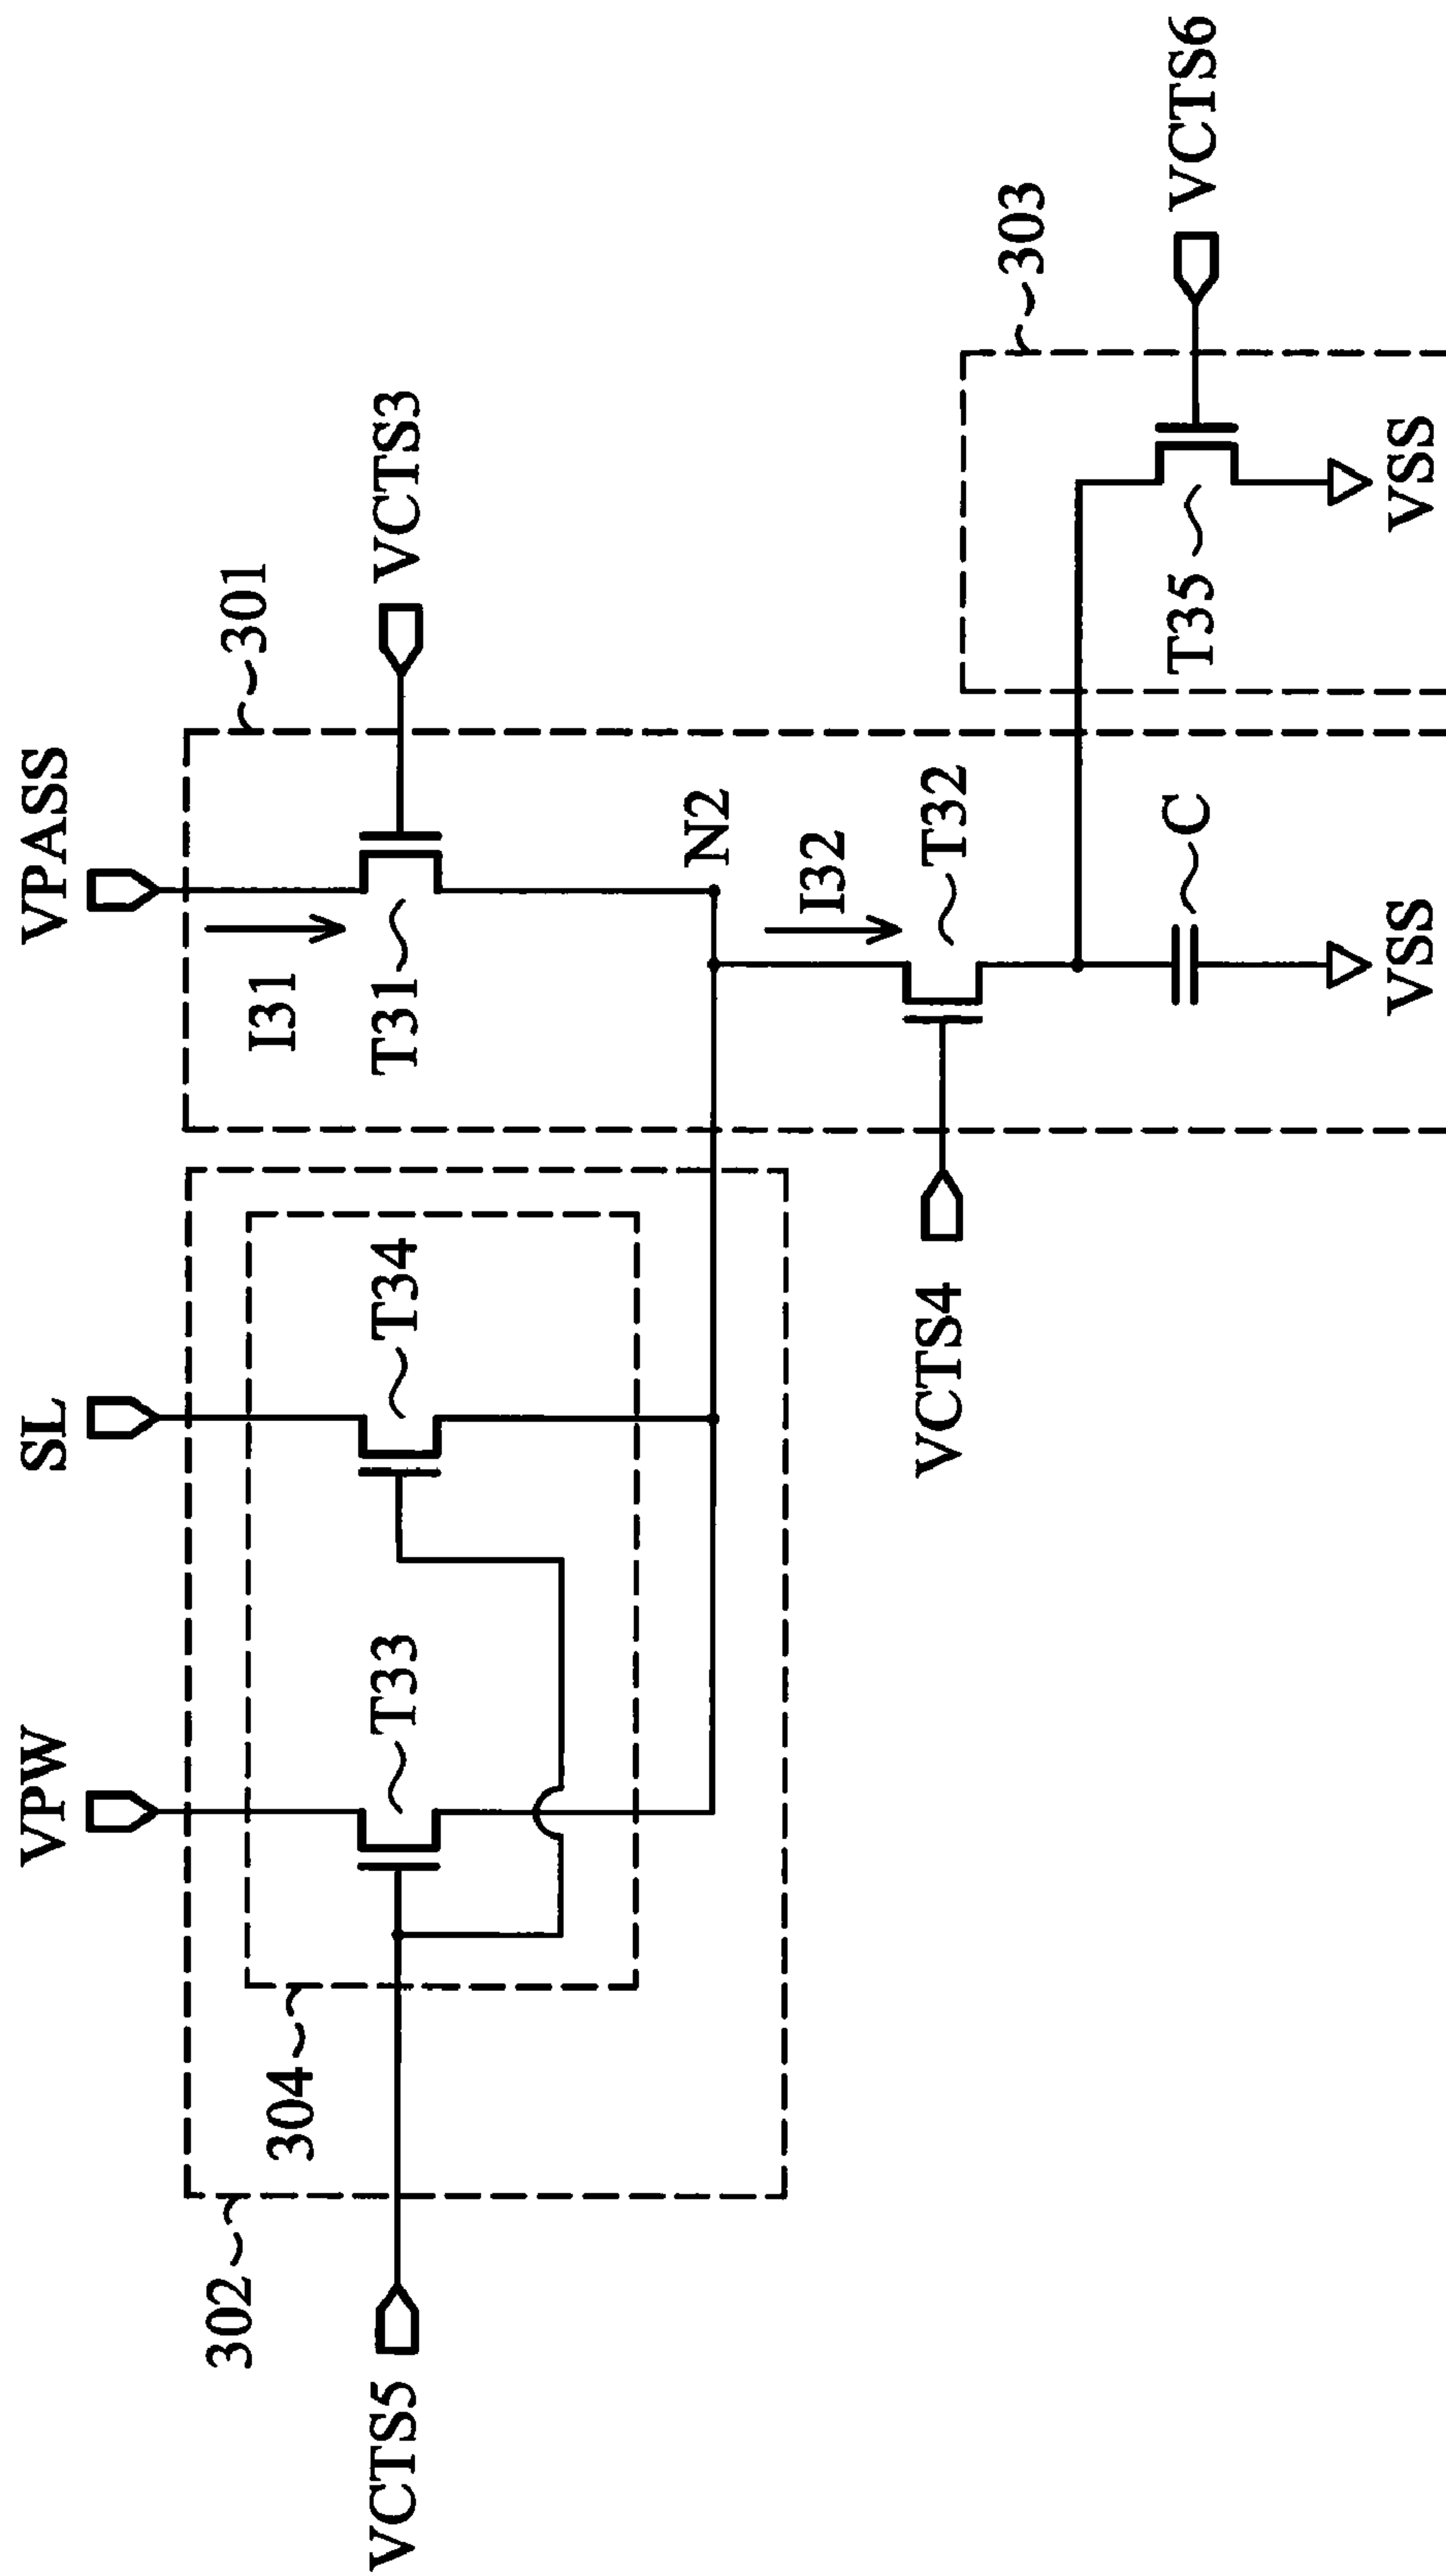 VPW
SL
VPASS
302
304
T33
T34
I31
T31
301
VCTS5
VCTS3
N2
I32
T32
VCTS4
303
C
T35
VCTS6
VSS
VSS